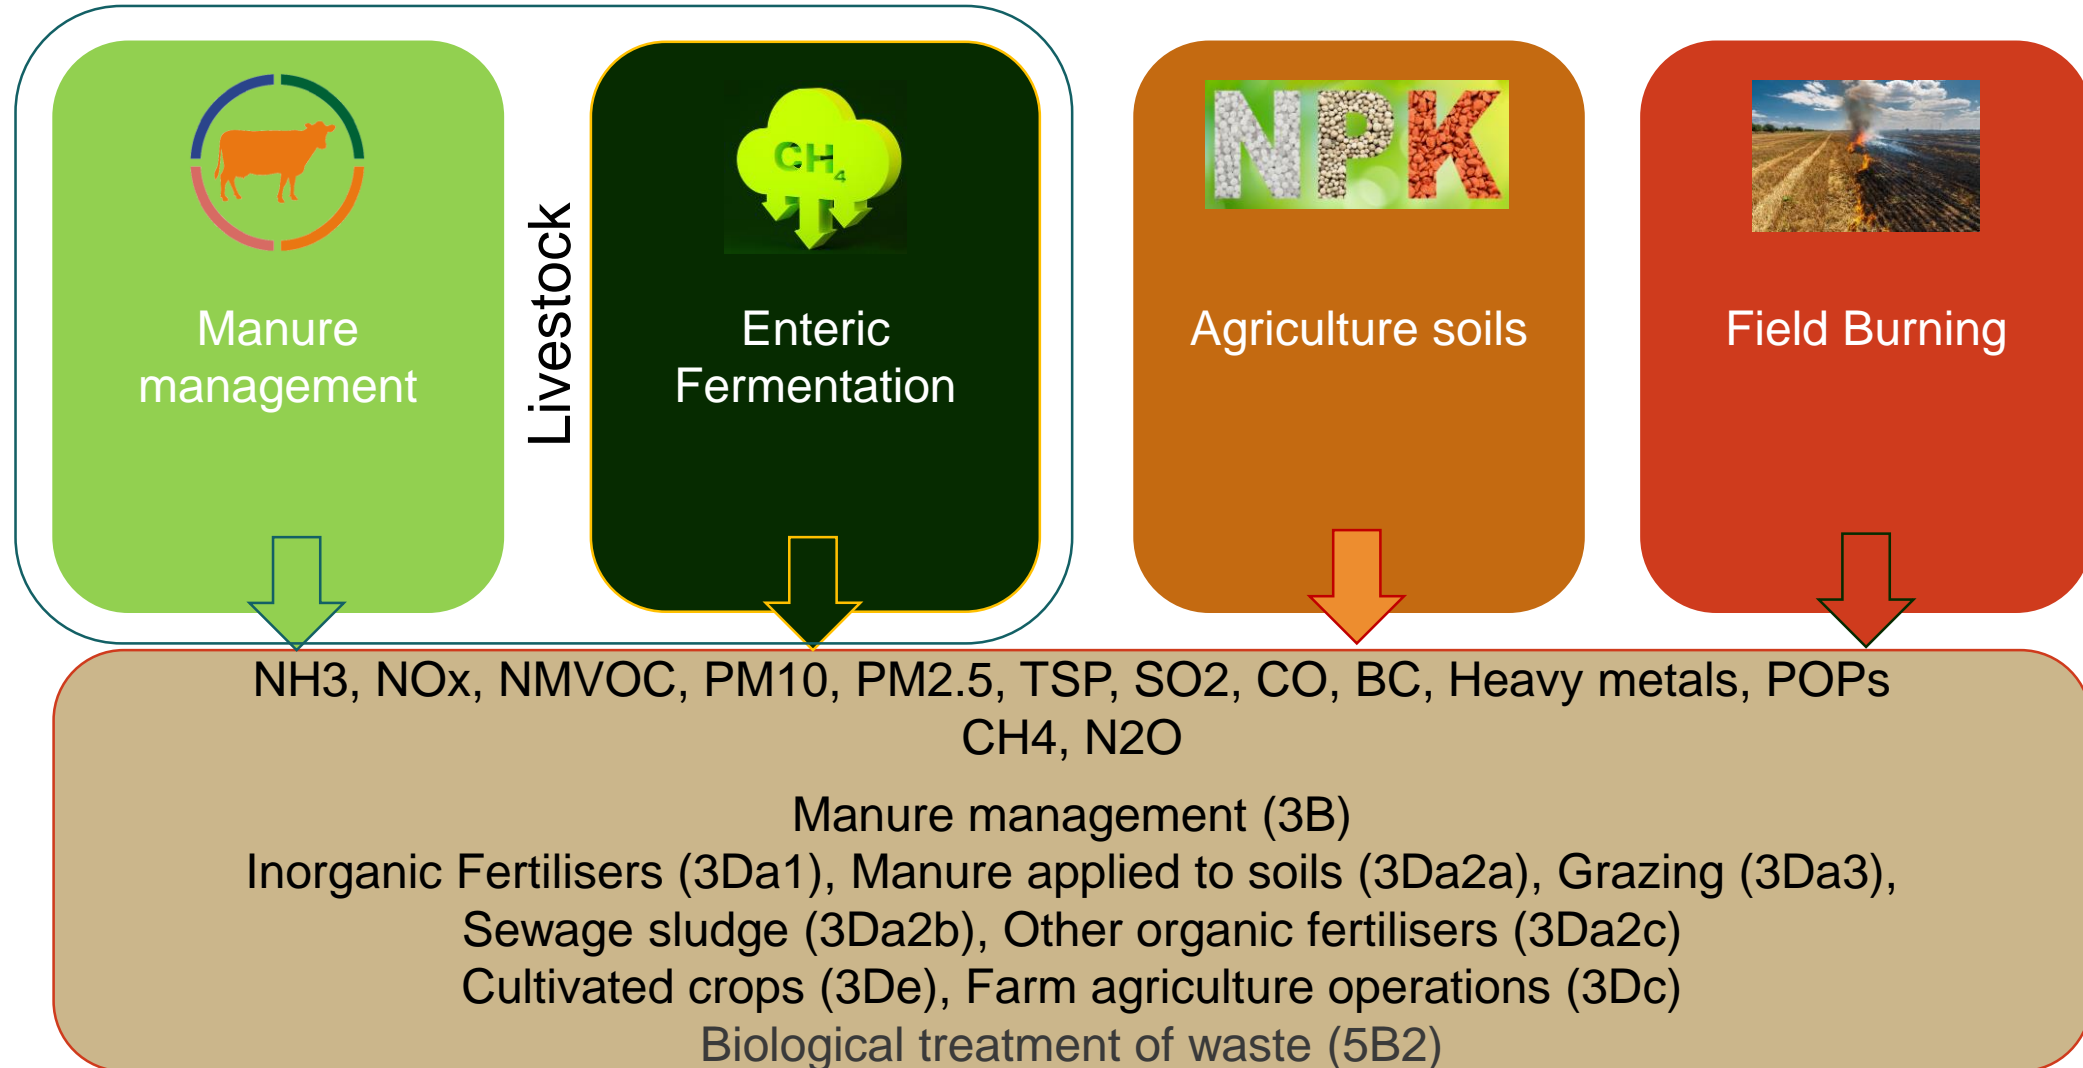 CH4
NPK
Manure
management
Livestock
Enteric
Fermentation
Agriculture soils
Field Burning
NH3, NOx, NMVOC, PM10, PM2.5, TSP, SO2, CO, BC, Heavy metals, POPs
CH4, N2O
Manure management (3B)
Inorganic Fertilisers (3Da1), Manure applied to soils (3Da2a), Grazing (3Da3),
Sewage sludge (3Da2b), Other organic fertilisers (3Da2c)
Cultivated crops (3De), Farm agriculture operations (3Dc)
Biological treatment of waste (5B2)